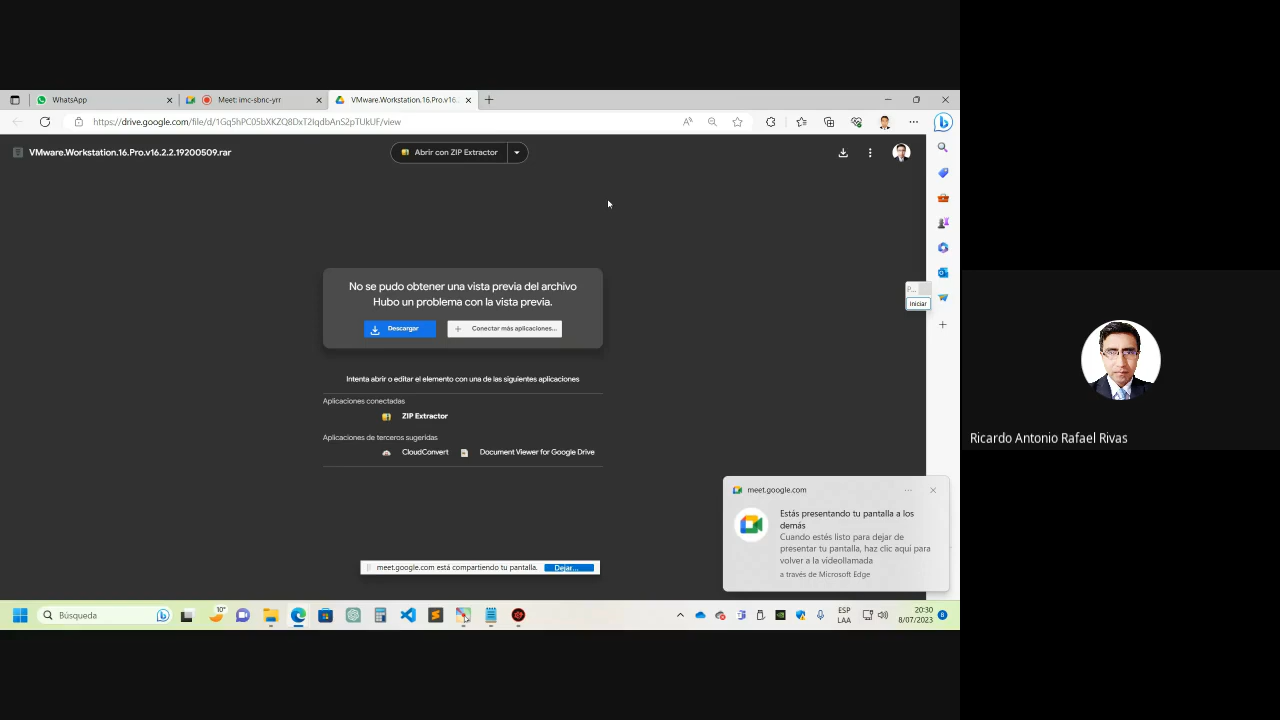 WhatsApp
Meet: imc-sbnc-yrr
VMware.Workstation.16.Pro.v16...
https://drive.google.com/file/d/1Gq5hPC05bXKZQ8DxT2IqdbAnS2pTUkUF/view
VMware.Workstation.16.Pro.v16.2.2.19200509.rar
Abrir con ZIP Extractor
No se pudo obtener una vista previa del archivo
Hubo un problema con la vista previa.
Descargar
Conectar más aplicaciones...
P...
Iniciar
Intenta abrir o editar el elemento con una de las siguientes aplicaciones
Aplicaciones conectadas
ZIP Extractor
Aplicaciones de terceros sugeridas
CloudConvert
Document Viewer for Google Drive
Ricardo Antonio Rafael Rivas
meet.google.com
Estás presentando tu pantalla a los
demás
Cuando estés listo para dejar de
presentar tu pantalla, haz clic aquí para
volver a la videollamada
a través de Microsoft Edge
meet.google.com está compartiendo tu pantalla.
Dejar...
Búsqueda
10°
ESP
LAA
20:30
8/07/2023
8